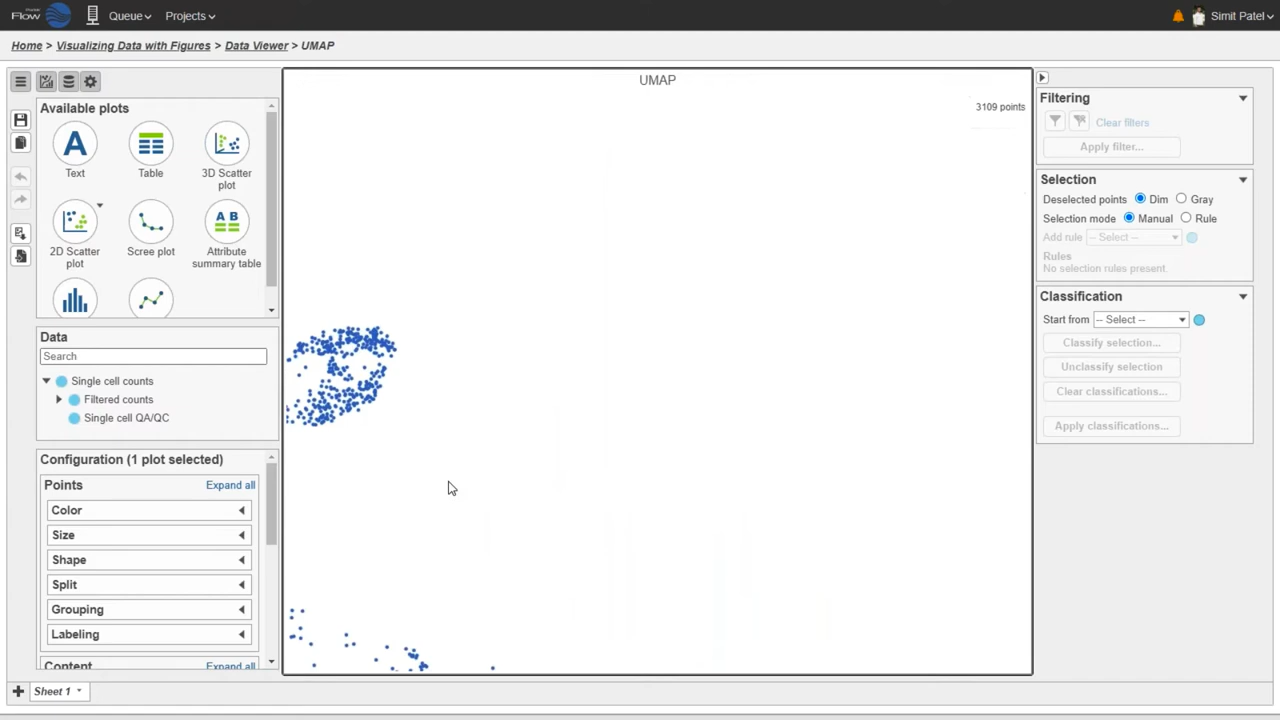 Flow
Queue
Projects
Simit Patel
Home > Visualizing Data with Figures > Data Viewer > UMAP
Available plots
A
Text
Table
3D Scatter plot
2D Scatter plot
Scree plot
A B
Attribute summary table
Data
Search
Single cell counts
Filtered counts
Single cell QA/QC
Configuration (1 plot selected)
Points
Expand all
Color
Size
Shape
Split
Grouping
Labeling
Content
Expand all
Sheet 1
UMAP
3109 points
Filtering
Clear filters
Apply filter...
Selection
Deselected points Dim Gray
Selection mode Manual Rule
Add rule -- Select --
Rules
No selection rules present.
Classification
Start from -- Select --
Classify selection...
Unclassify selection
Clear classifications...
Apply classifications...